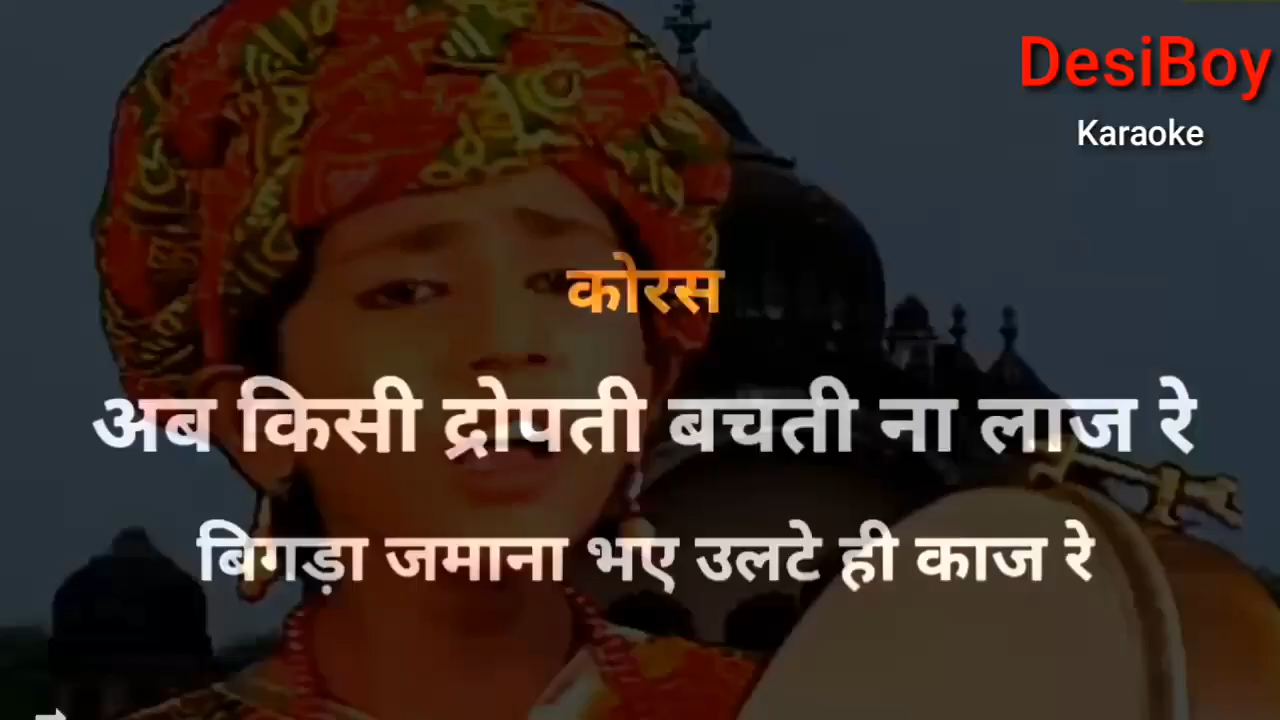 DesiBoy
Karaoke
कोरस
अब किसी द्रोपती बचती ना लाज रे
बिगड़ा जमाना भए उलटे ही काज रे